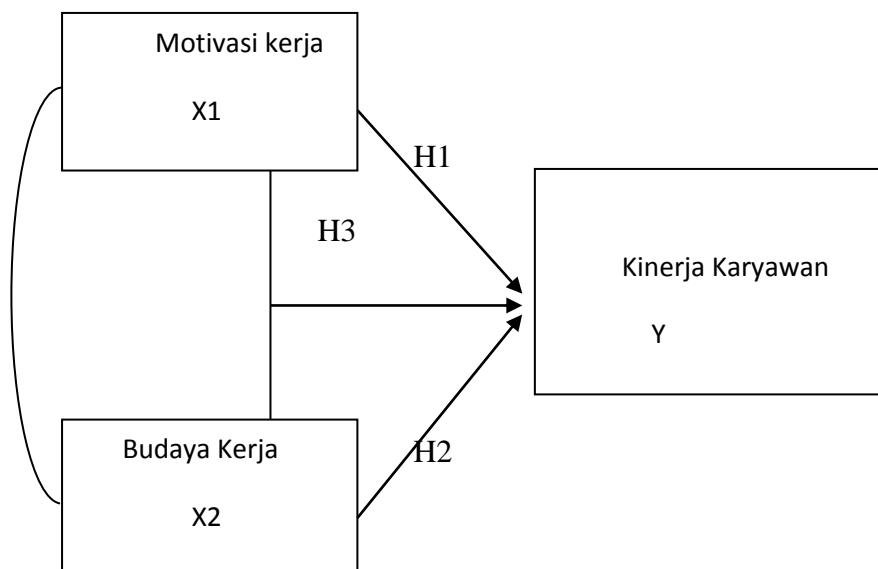 Motivasi kerja
X1
H1
H3
Kinerja Karyawan
Y
Budaya Kerja
X2
H2